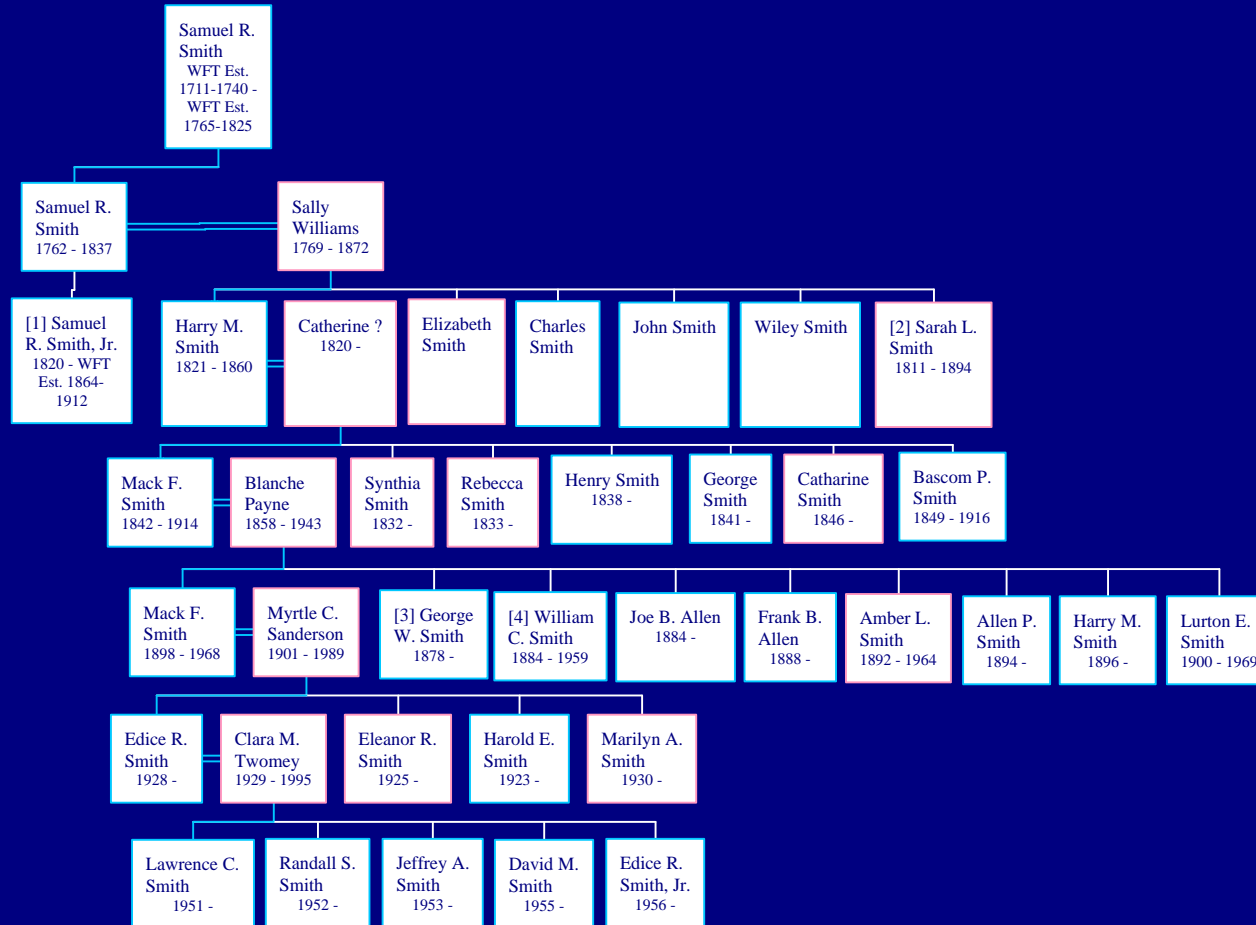 Samuel R.
Smith
WFT Est.
1711-1740 -
WFT Est.
1765-1825
Samuel R.
Smith
1762 - 1837
Sally
Williams
1769 - 1872
[1] Samuel
R. Smith, Jr.
1820 - WFT
Est. 1864-
1912
Harry M.
Smith
1821 - 1860
Catherine ?
1820 -
Elizabeth
Smith
Charles
Smith
John Smith
Wiley Smith
[2] Sarah L.
Smith
1811 - 1894
Mack F.
Smith
1842 - 1914
Blanche
Payne
1858 - 1943
Synthia
Smith
1832 -
Rebecca
Smith
1833 -
Henry Smith
1838 -
George
Smith
1841 -
Catharine
Smith
1846 -
Bascom P.
Smith
1849 - 1916
Mack F.
Smith
1898 - 1968
Myrtle C.
Sanderson
1901 - 1989
[3] George
W. Smith
1878 -
[4] William
C. Smith
1884 - 1959
Joe B. Allen
1884 -
Frank B.
Allen
1888 -
Amber L.
Smith
1892 - 1964
Allen P.
Smith
1894 -
Harry M.
Smith
1896 -
Lurton E.
Smith
1900 - 1969
Edice R.
Smith
1928 -
Clara M.
Twomey
1929 - 1995
Eleanor R.
Smith
1925 -
Harold E.
Smith
1923 -
Marilyn A.
Smith
1930 -
Lawrence C.
Smith
1951 -
Randall S.
Smith
1952 -
Jeffrey A.
Smith
1953 -
David M.
Smith
1955 -
Edice R.
Smith, Jr.
1956 -